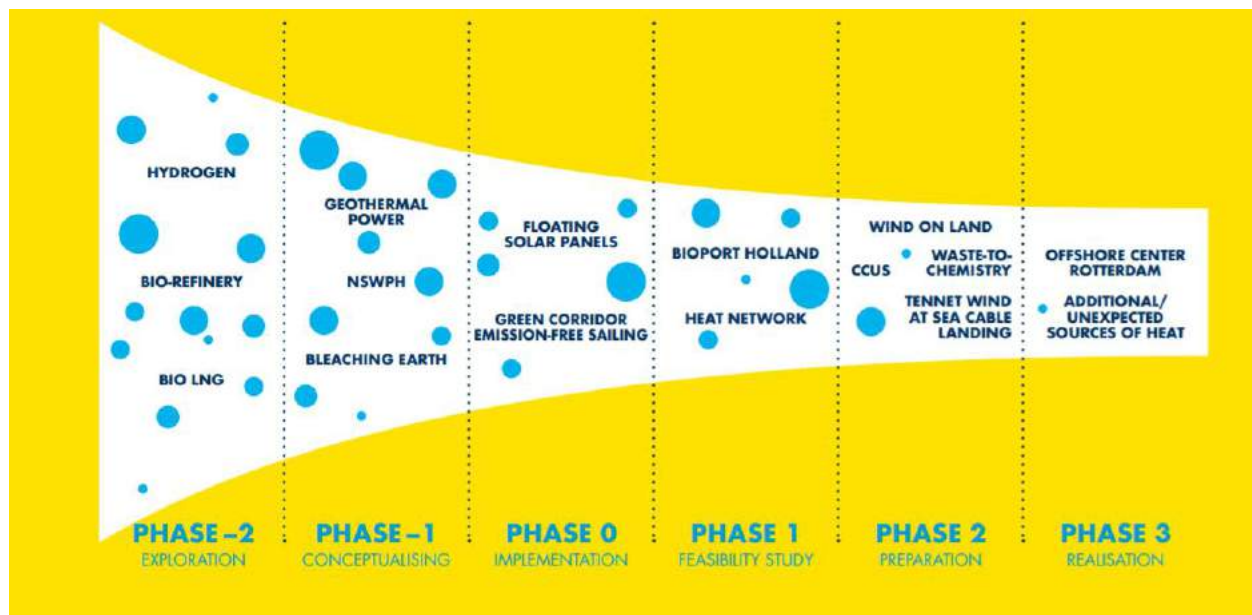 HYDROGEN
BIO-REFINERY
BIO LNG
GEOTHERMAL
POWER
NSWPH
BLEACHING EARTH
FLOATING
SOLAR PANELS
GREEN CORRIDOR
EMISSION-FREE SAILING
BIOPORT HOLLAND
HEAT NETWORK
WIND ON LAND
CCUS
WASTE-TO-
CHEMISTRY
TENNET WIND
AT SEA CABLE
LANDING
OFFSHORE CENTER
ROTTERDAM
ADDITIONAL/
UNEXPECTED
SOURCES OF HEAT
PHASE –2
EXPLORATION
PHASE –1
CONCEPTUALISING
PHASE 0
IMPLEMENTATION
PHASE 1
FEASIBILITY STUDY
PHASE 2
PREPARATION
PHASE 3
REALISATION